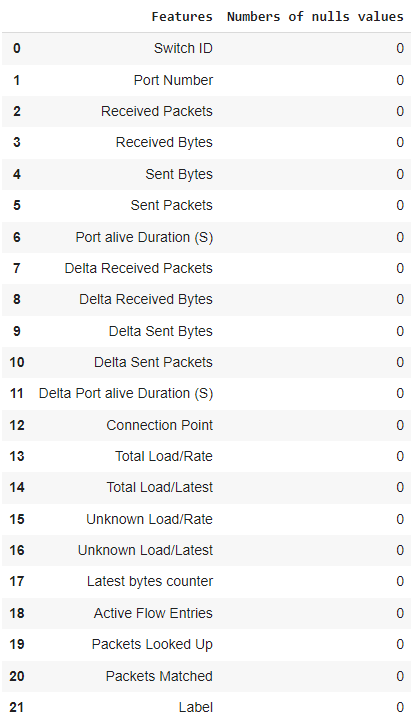 Features Numbers of nulls values
0 Switch ID 0
1 Port Number 0
2 Received Packets 0
3 Received Bytes 0
4 Sent Bytes 0
5 Sent Packets 0
6 Port alive Duration (S) 0
7 Delta Received Packets 0
8 Delta Received Bytes 0
9 Delta Sent Bytes 0
10 Delta Sent Packets 0
11 Delta Port alive Duration (S) 0
12 Connection Point 0
13 Total Load/Rate 0
14 Total Load/Latest 0
15 Unknown Load/Rate 0
16 Unknown Load/Latest 0
17 Latest bytes counter 0
18 Active Flow Entries 0
19 Packets Looked Up 0
20 Packets Matched 0
21 Label 0